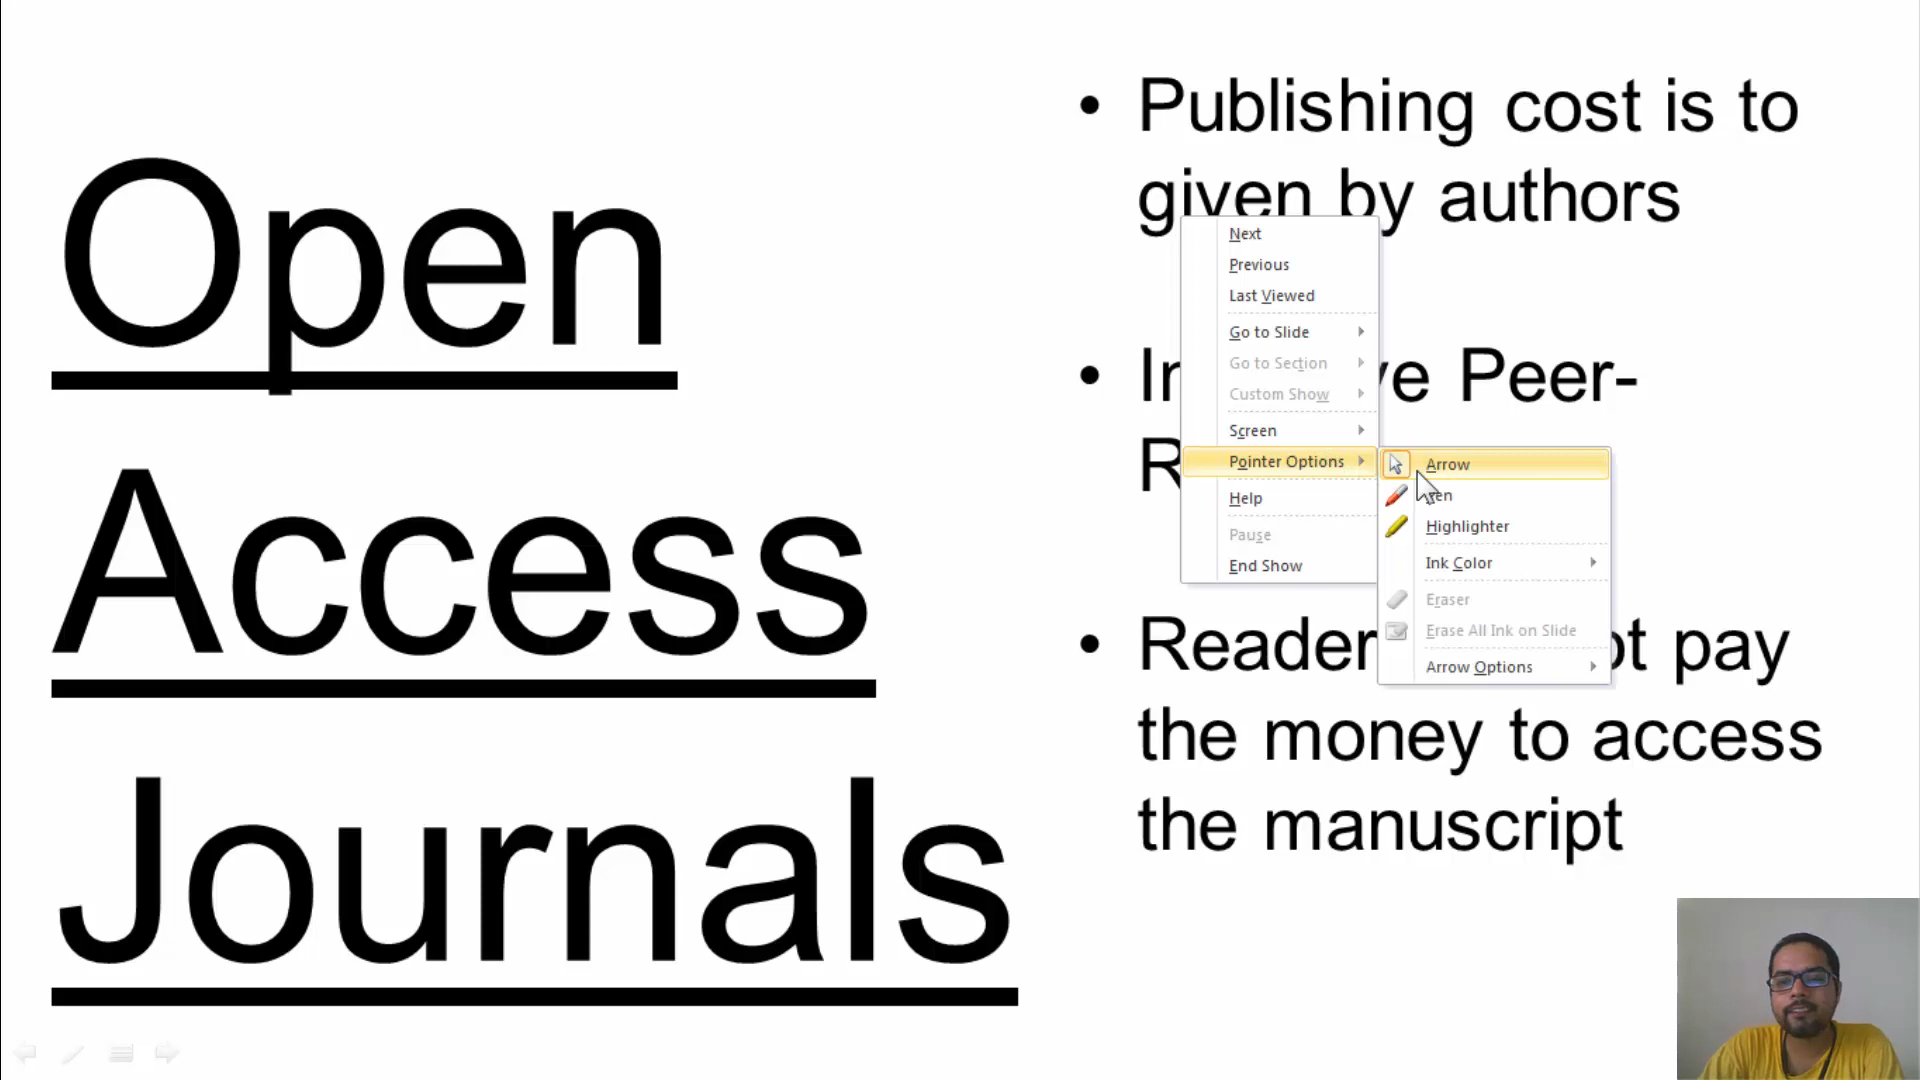 Open
Access
Journals
• Publishing cost is to
given by authors
• Peer-
Reader pay
the money to access
the manuscript
Next
Previous
Last Viewed
Go to Slide
Go to Section
Custom Show
Screen
Pointer Options
Help
Pause
End Show
Arrow
Highlighter
Ink Color
Eraser
Erase All Ink on Slide
Arrow Options